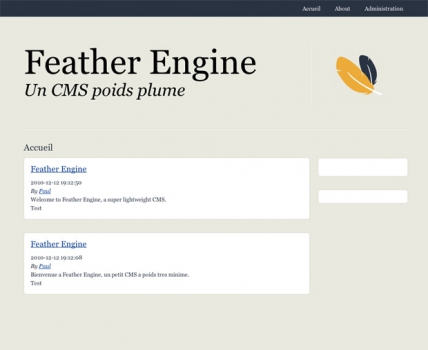 Accueil About Administration
Feather Engine
Un CMS poids plume
Accueil
Feather Engine
2010-12-12 19:12:50
By Paul
Welcome to Feather Engine, a super lightweight CMS.
Test
Feather Engine
2010-12-12 19:12:08
By Paul
Bienvenue a Feather Engine, un petit CMS a poids tres minime.
Test